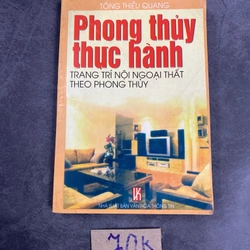 TỐNG THIỀU QUANG
Phong thủy
thực hành
TRANG TRÍ NỘI NGOẠI THẤT
THEO PHONG THỦY
NHÀ XUẤT BẢN VĂN HÓA THÔNG TIN
70K